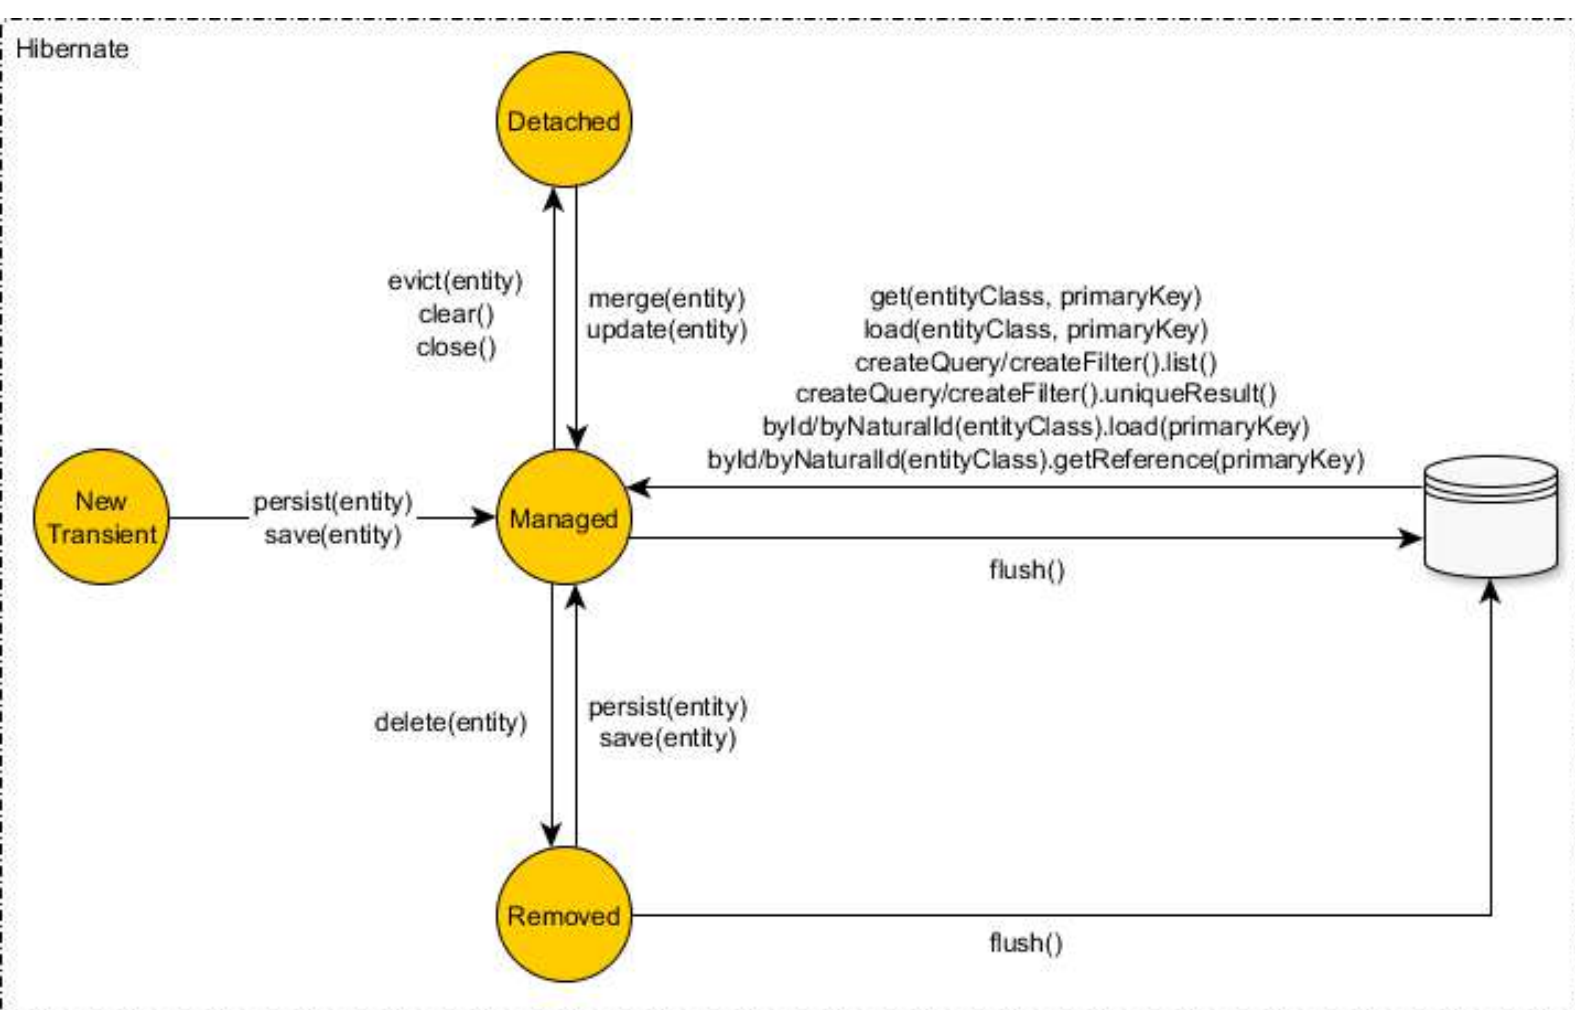 Hibernate
Detached
evict(entity)
clear()
close()
merge(entity)
update(entity)
get(entityClass, primaryKey)
load(entityClass, primaryKey)
createQuery/createFilter().list()
createQuery/createFilter().uniqueResult()
byId/byNaturalId(entityClass).load(primaryKey)
byId/byNaturalId(entityClass).getReference(primaryKey)
New
Transient
persist(entity)
save(entity)
Managed
flush()
delete(entity)
persist(entity)
save(entity)
Removed
flush()